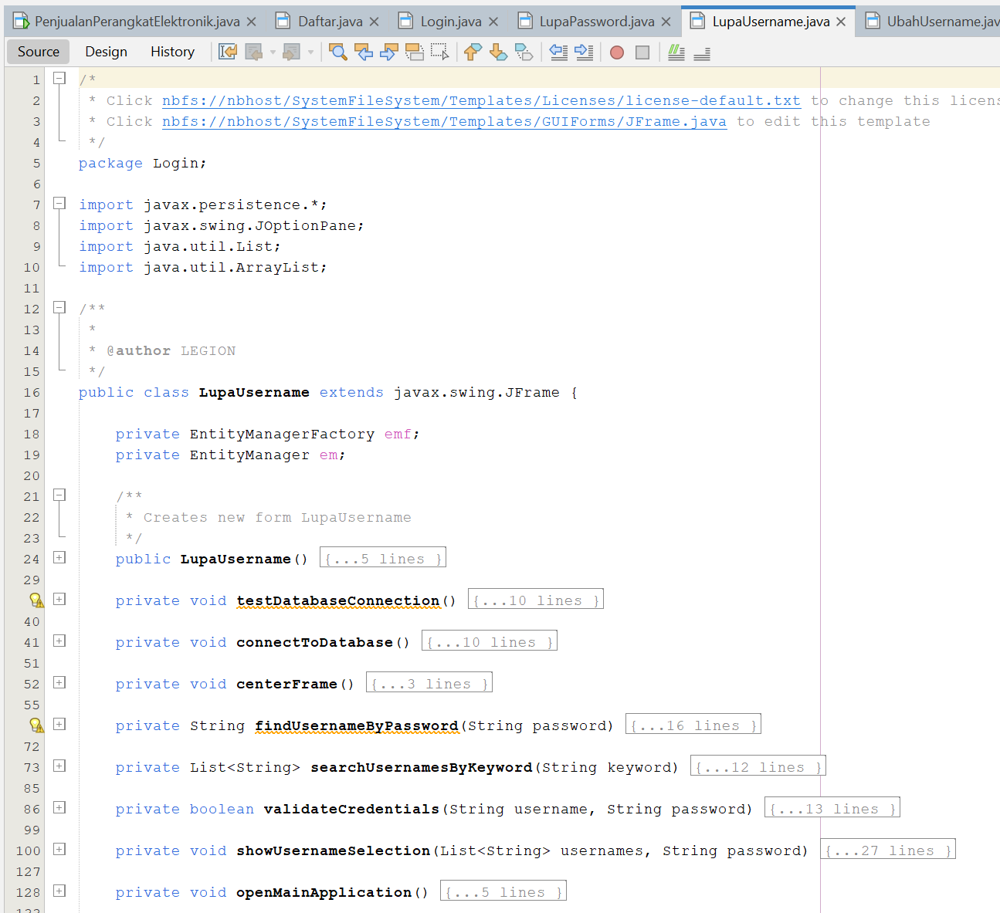 PenjualanPerangkatElektronik.java Daftar.java Login.java LupaPassword.java LupaUsername.java UbahUsername.jav
Source Design History
1 /*
2 * Click nbfs://nbhost/SystemFileSystem/Templates/Licenses/license-default.txt to change this licens
3 * Click nbfs://nbhost/SystemFileSystem/Templates/GUIForms/JFrame.java to edit this template
4 */
5 package Login;
6
7 import javax.persistence.*;
8 import javax.swing.JOptionPane;
9 import java.util.List;
10 import java.util.ArrayList;
11
12 /**
13 *
14 * @author LEGION
15 */
16 public class LupaUsername extends javax.swing.JFrame {
17
18 private EntityManagerFactory emf;
19 private EntityManager em;
20
21 /**
22 * Creates new form LupaUsername
23 */
24 public LupaUsername() {...5 lines }
29
private void testDatabaseConnection() {...10 lines }
40
41 private void connectToDatabase() {...10 lines }
51
52 private void centerFrame() {...3 lines }
55
private String findUsernameByPassword(String password) {...16 lines }
72
73 private List<String> searchUsernamesByKeyword(String keyword) {...12 lines }
85
86 private boolean validateCredentials(String username, String password) {...13 lines }
99
100 private void showUsernameSelection(List<String> usernames, String password) {...27 lines }
127
128 private void openMainApplication() {...5 lines }